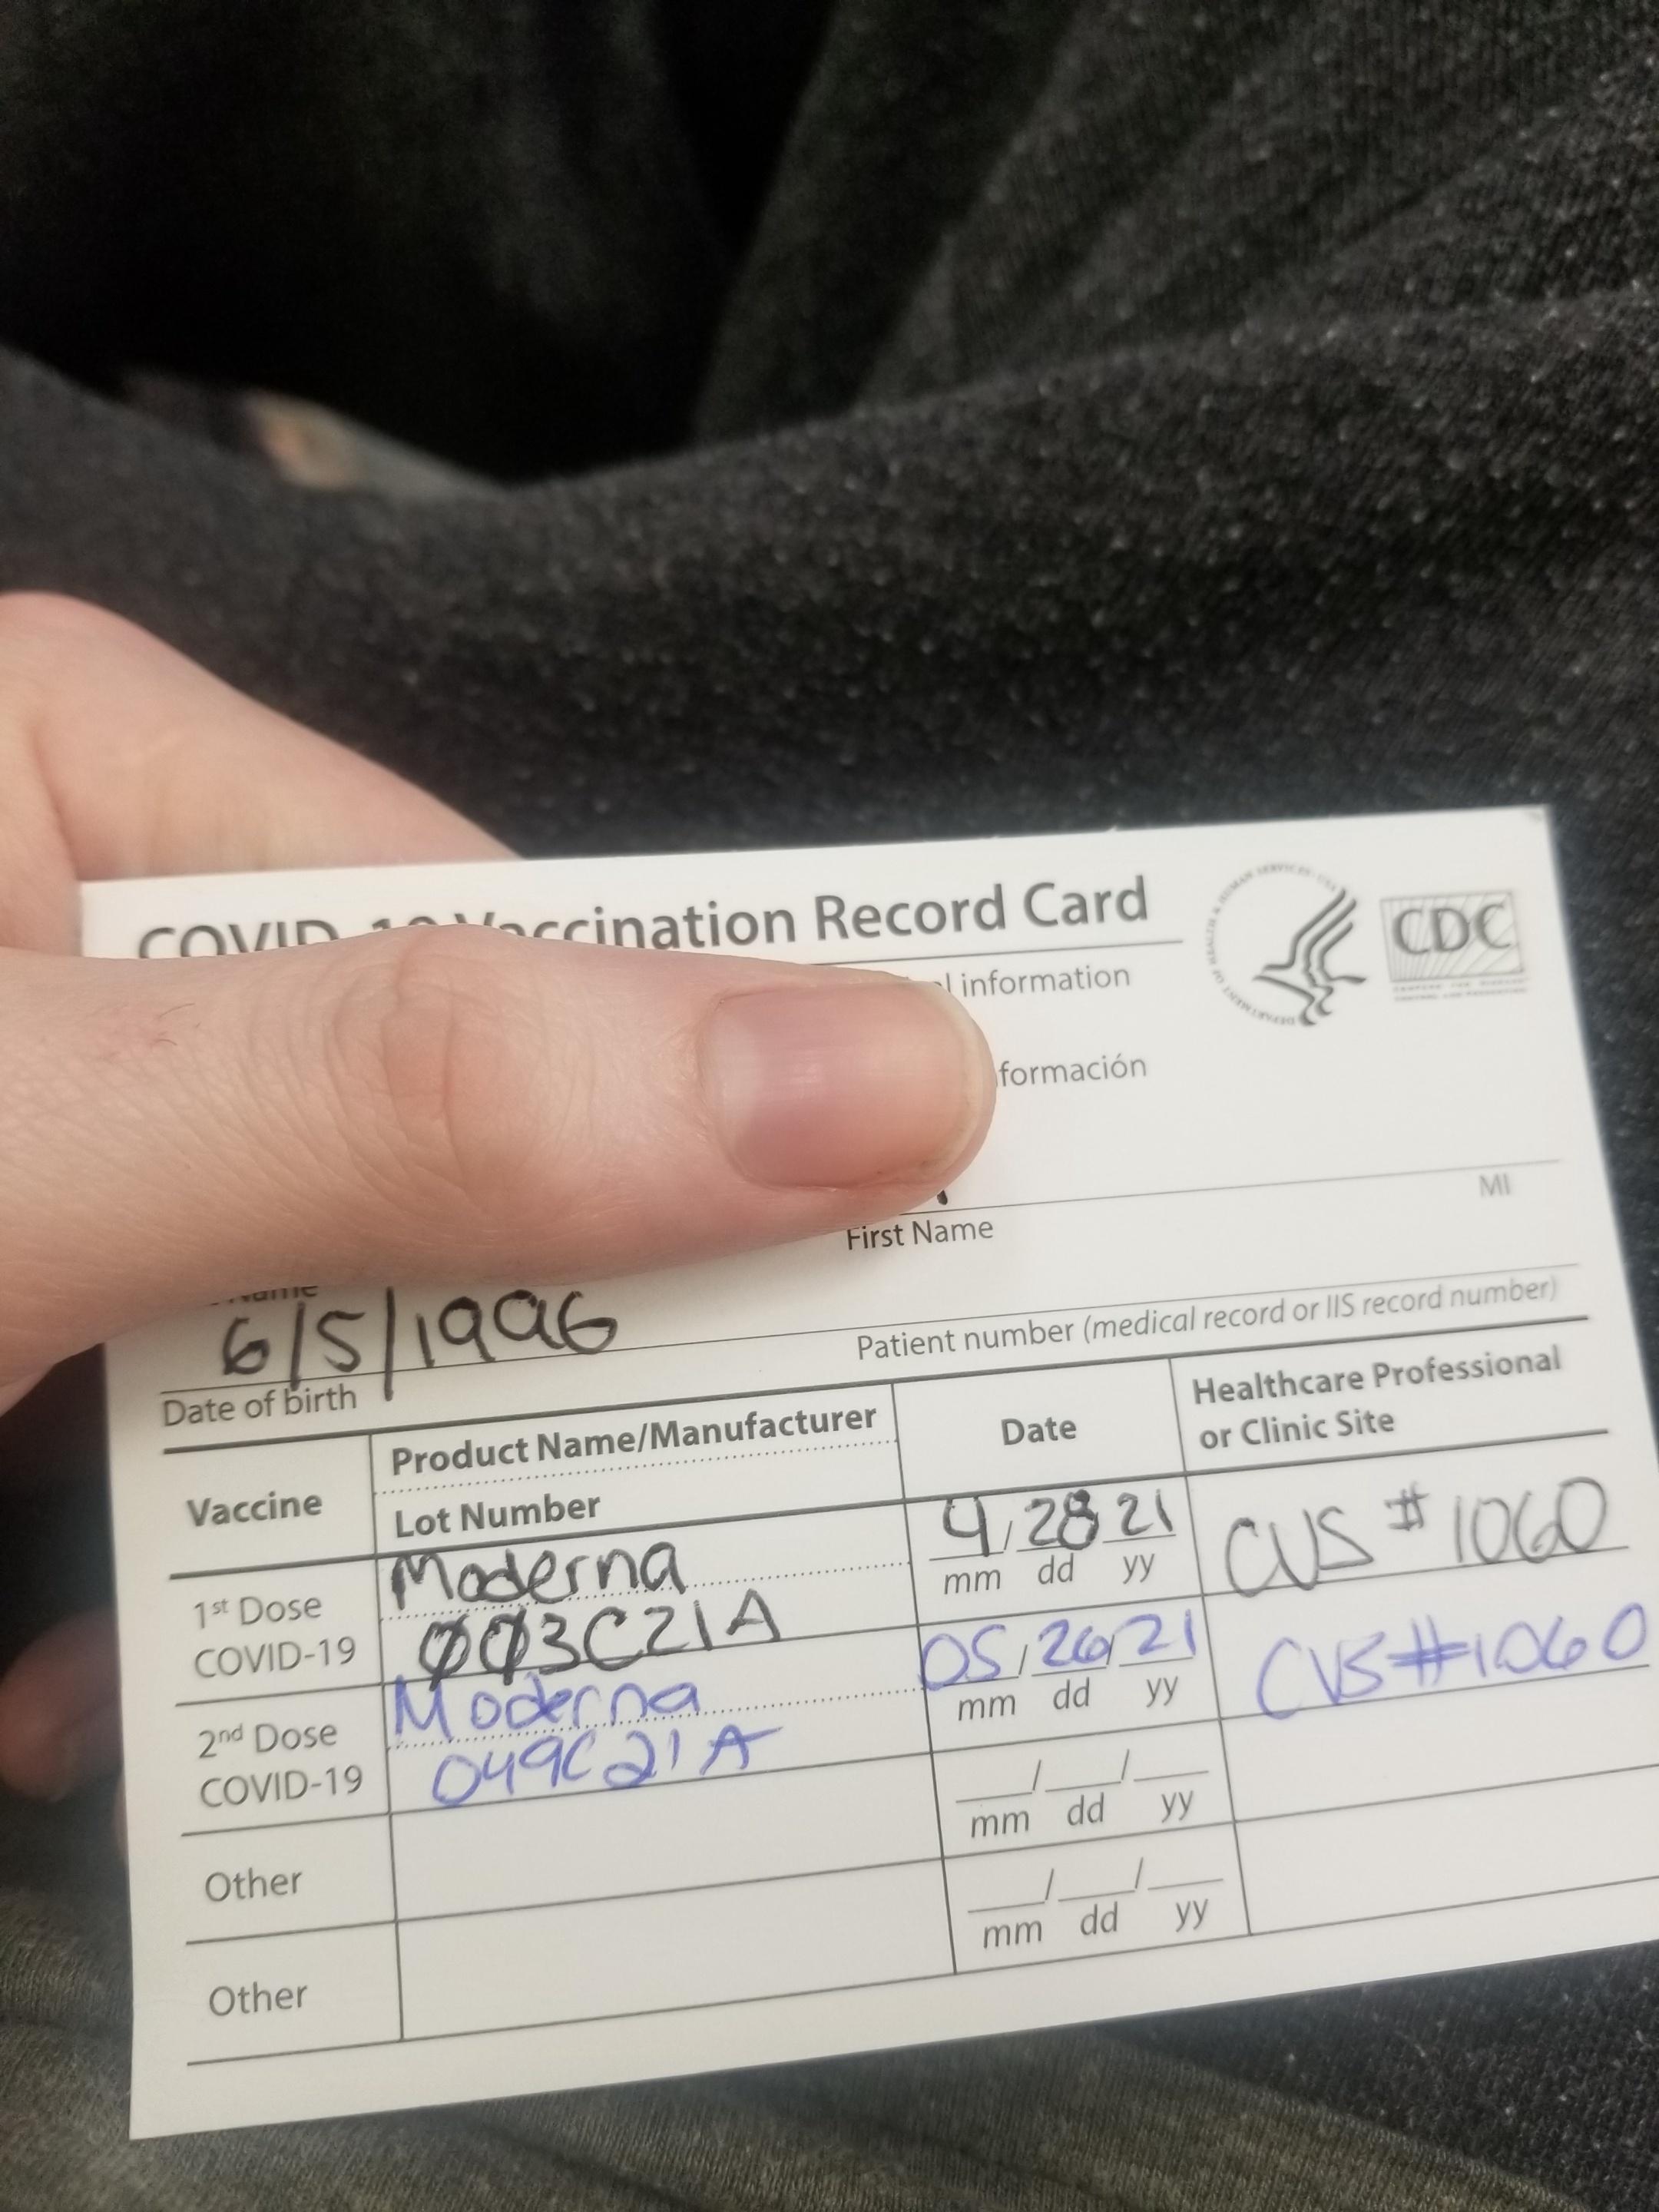 COVID-19 Vaccination Record Card
information
CDC
formación
MI
First Name
Name
6/5/1996
Date of birth
Patient number (medical record or IIS record number)
Vaccine
Product Name/Manufacturer
Lot Number
Date
Healthcare Professional
or Clinic Site
1st Dose
COVID-19
Moderna
003C21A
4/28 21
mm dd yy
CVS #1060
2nd Dose
COVID-19
Moderna
049C21A
05/26/21
mm dd yy
CVS #1060
Other
/ /
mm dd yy
Other
/ /
mm dd yy